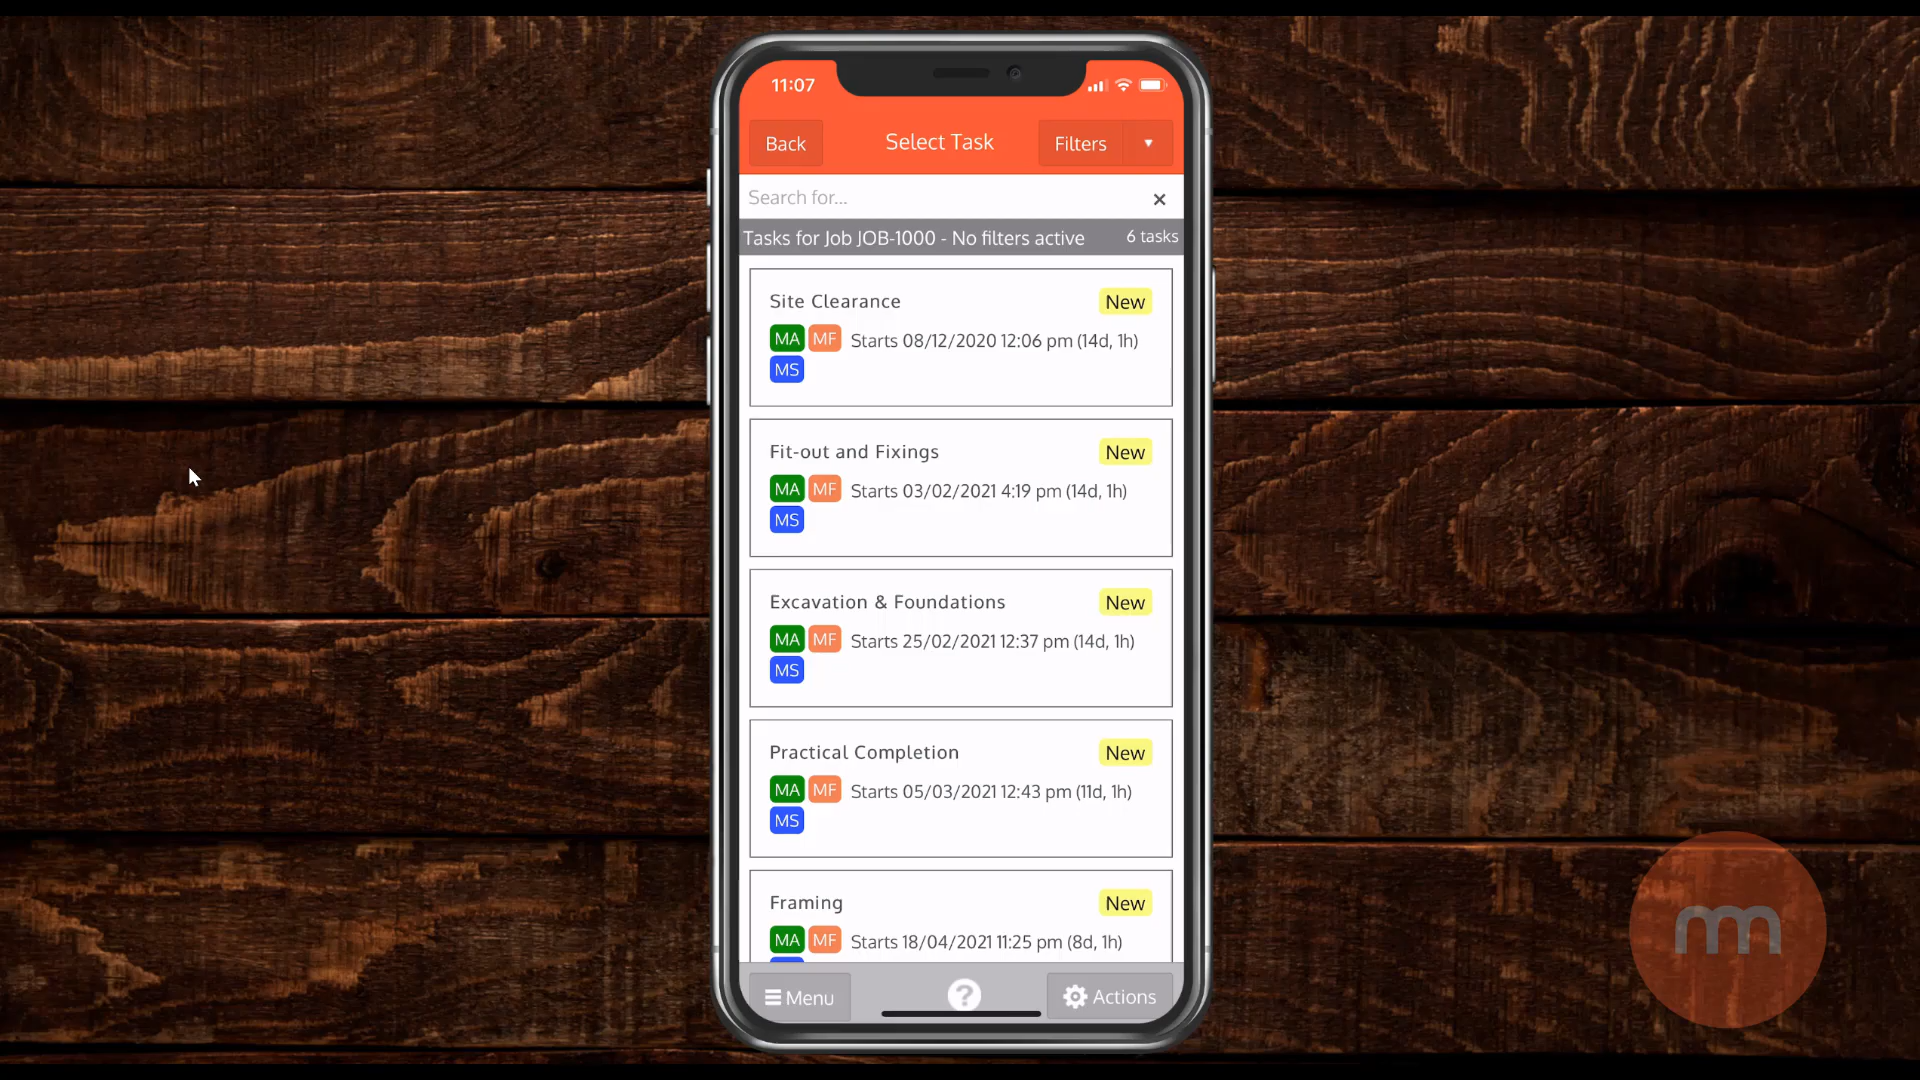 11:07
Back
Select Task
Filters
Search for...
Tasks for Job JOB-1000 - No filters active
6 tasks
Site Clearance
New
MA MF Starts 08/12/2020 12:06 pm (14d, 1h)
MS
Fit-out and Fixings
New
MA MF Starts 03/02/2021 4:19 pm (14d, 1h)
MS
Excavation & Foundations
New
MA MF Starts 25/02/2021 12:37 pm (14d, 1h)
MS
Practical Completion
New
MA MF Starts 05/03/2021 12:43 pm (11d, 1h)
MS
Framing
New
MA MF Starts 18/04/2021 11:25 pm (8d, 1h)
Menu
?
Actions